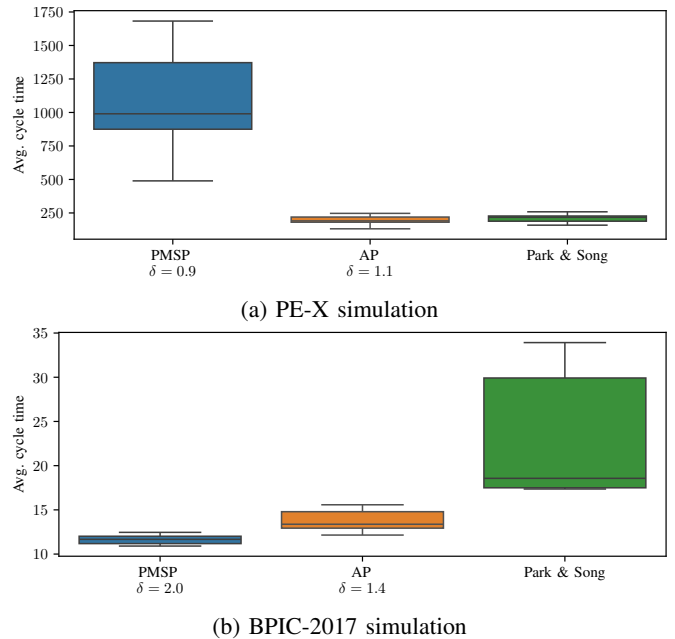 1750
1500
1250
1000
750
500
250
Avg. cycle time
PMSP
δ = 0.9
AP
δ = 1.1
Park & Song
(a) PE-X simulation
35
30
25
20
15
10
Avg. cycle time
PMSP
δ = 2.0
AP
δ = 1.4
Park & Song
(b) BPIC-2017 simulation